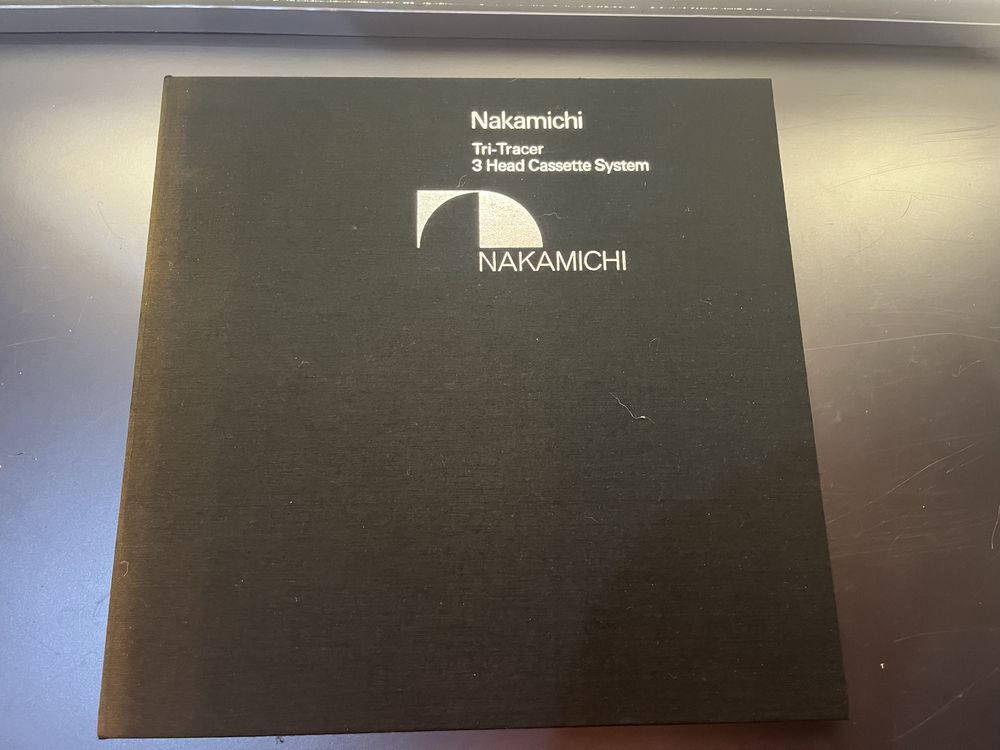 Nakamichi
Tri-Tracer
3 Head Cassette System
NAKAMICHI